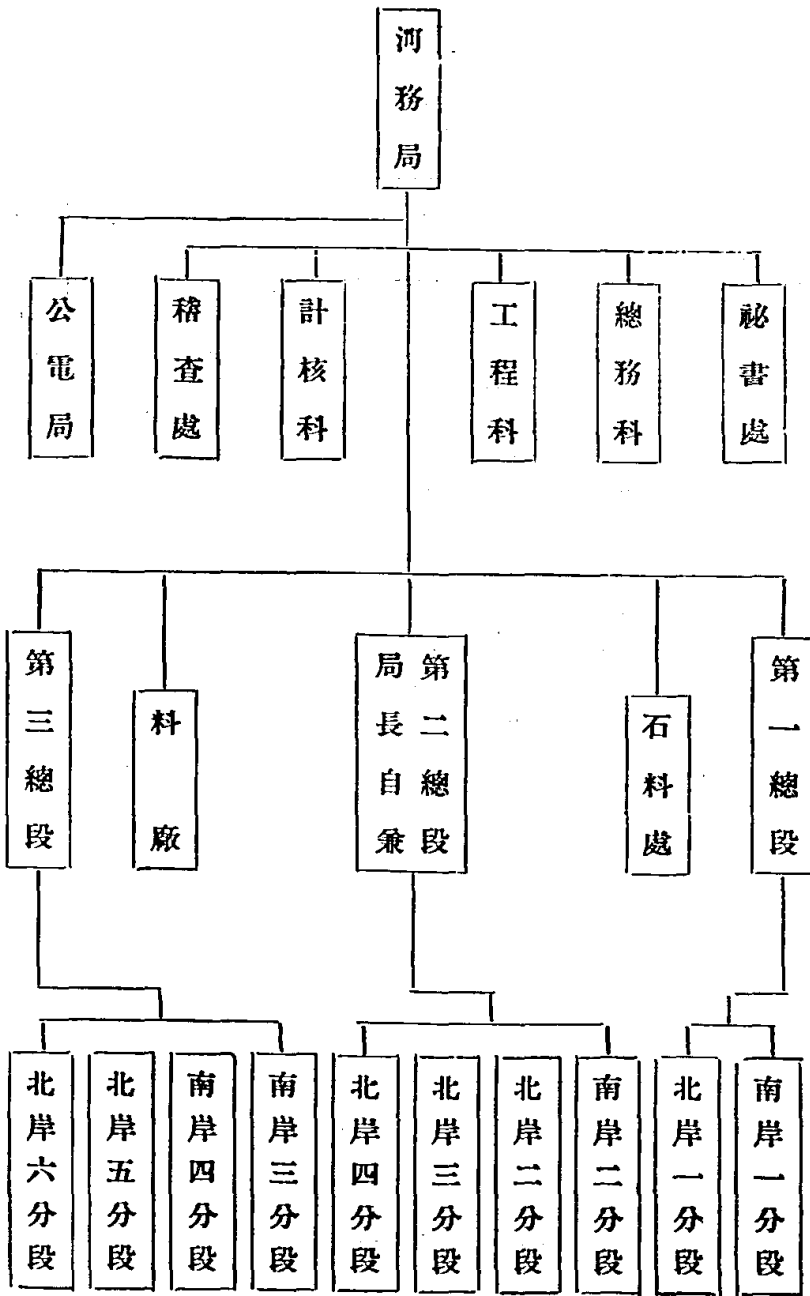 河務局
祕書處
總務科
工程科
計核科
稽查處
公電局
第一總段
石料處
第二總段
局長自兼
料廠
第三總段
南岸一分段
北岸一分段
南岸二分段
北岸二分段
北岸三分段
北岸四分段
南岸三分段
南岸四分段
北岸五分段
北岸六分段